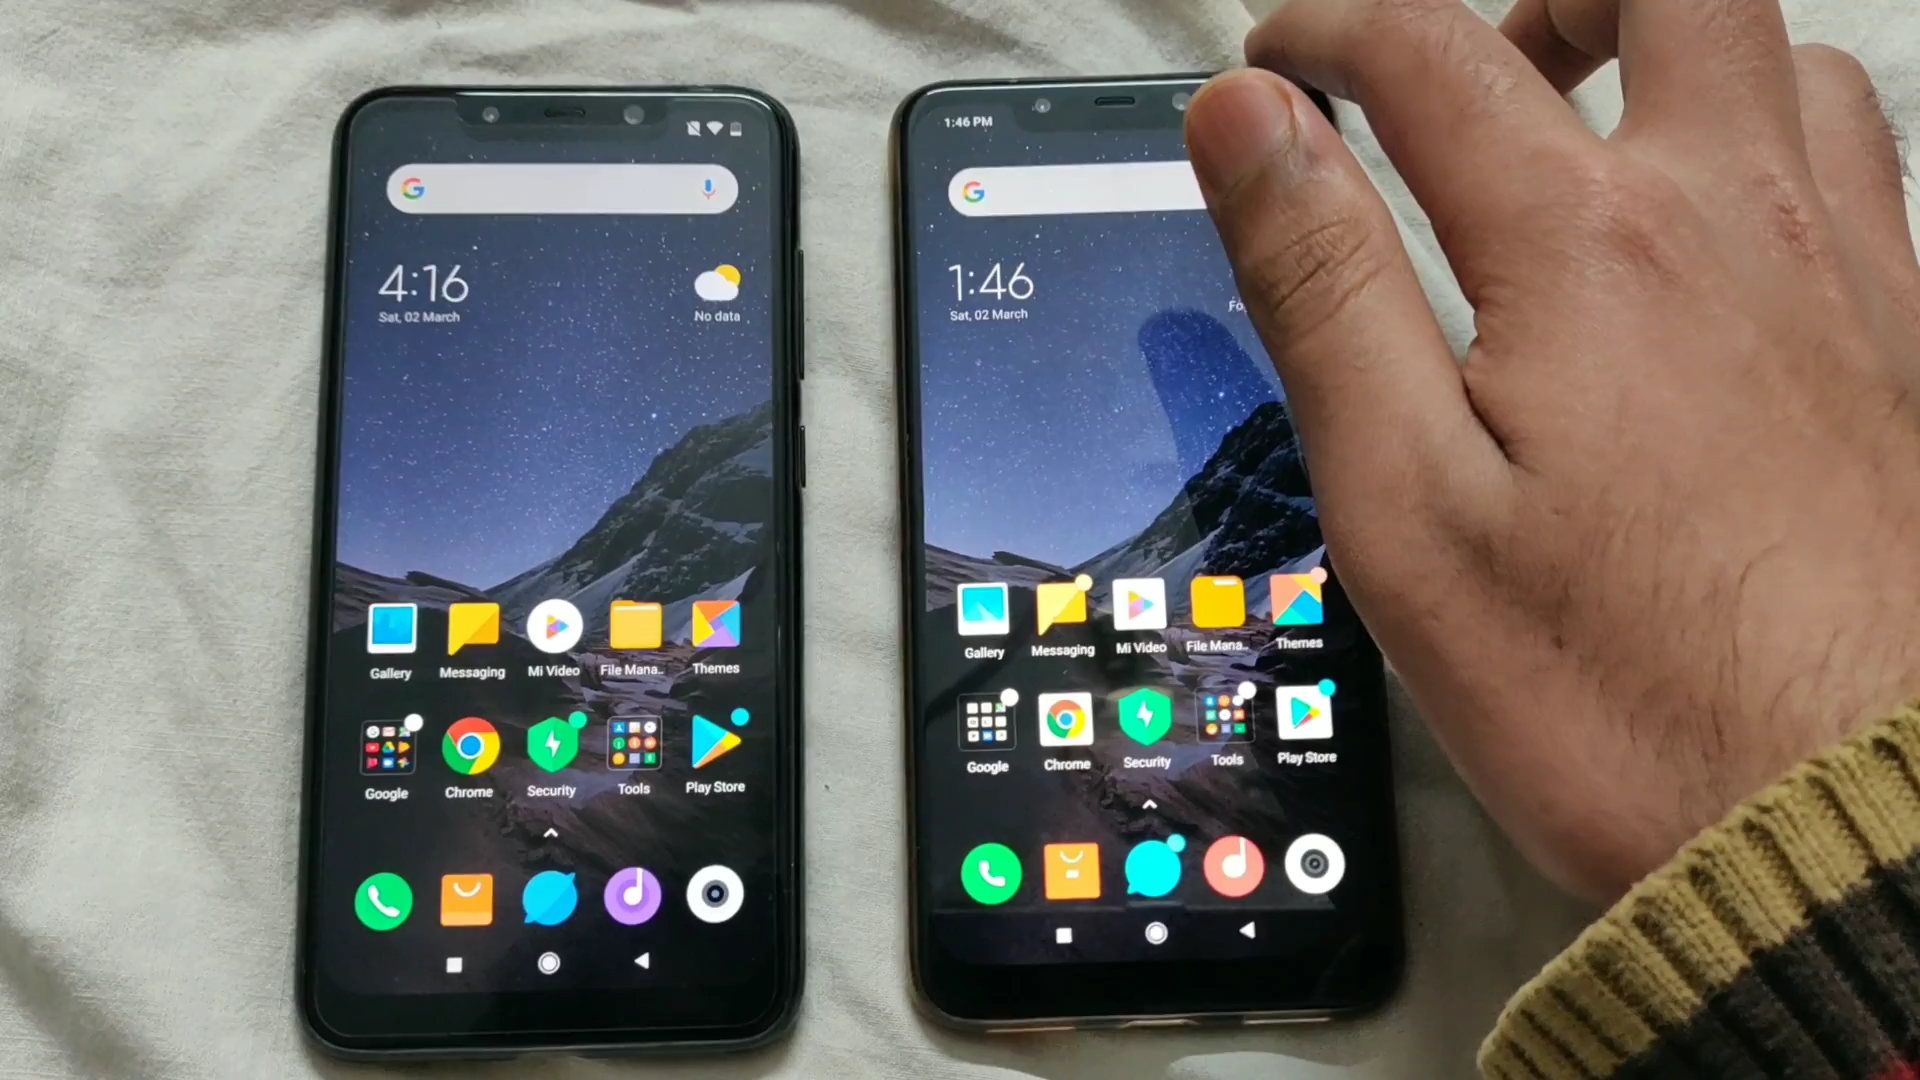 4:16
Sat, 02 March
No data
Gallery
Messaging
Mi Video
File Mana..
Themes
Google
Chrome
Security
Tools
Play Store
1:46 PM
1:46
Sat, 02 March
Gallery
Messaging
Mi Video
File Mana..
Themes
Google
Chrome
Security
Tools
Play Store